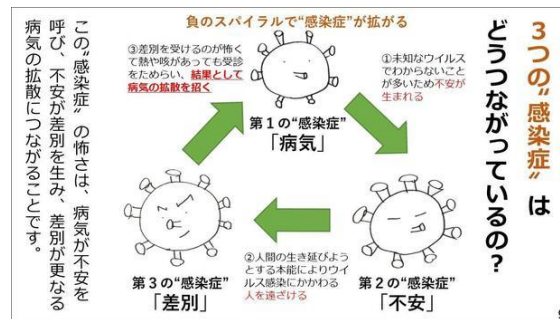 3つの“感染症”は
どうつながっているの?
負のスパイラルで“感染症”が拡がる
①未知なウイルス
でわからないこと
が多いため不安が
生まれる
第1の“感染症”
「病気」
第2の“感染症”
「不安」
②人間の生き延びよう
とする本能によりウイ
ルス感染にかかわる
人を遠ざける
第3の“感染症”
「差別」
③差別を受けるのが怖く
て熱や咳があっても受診
をためらい、結果として
病気の拡散を招く
この“感染症”の怖さは、病気が不安を
呼び、不安が差別を生み、差別が更なる
病気の拡散につながることです。